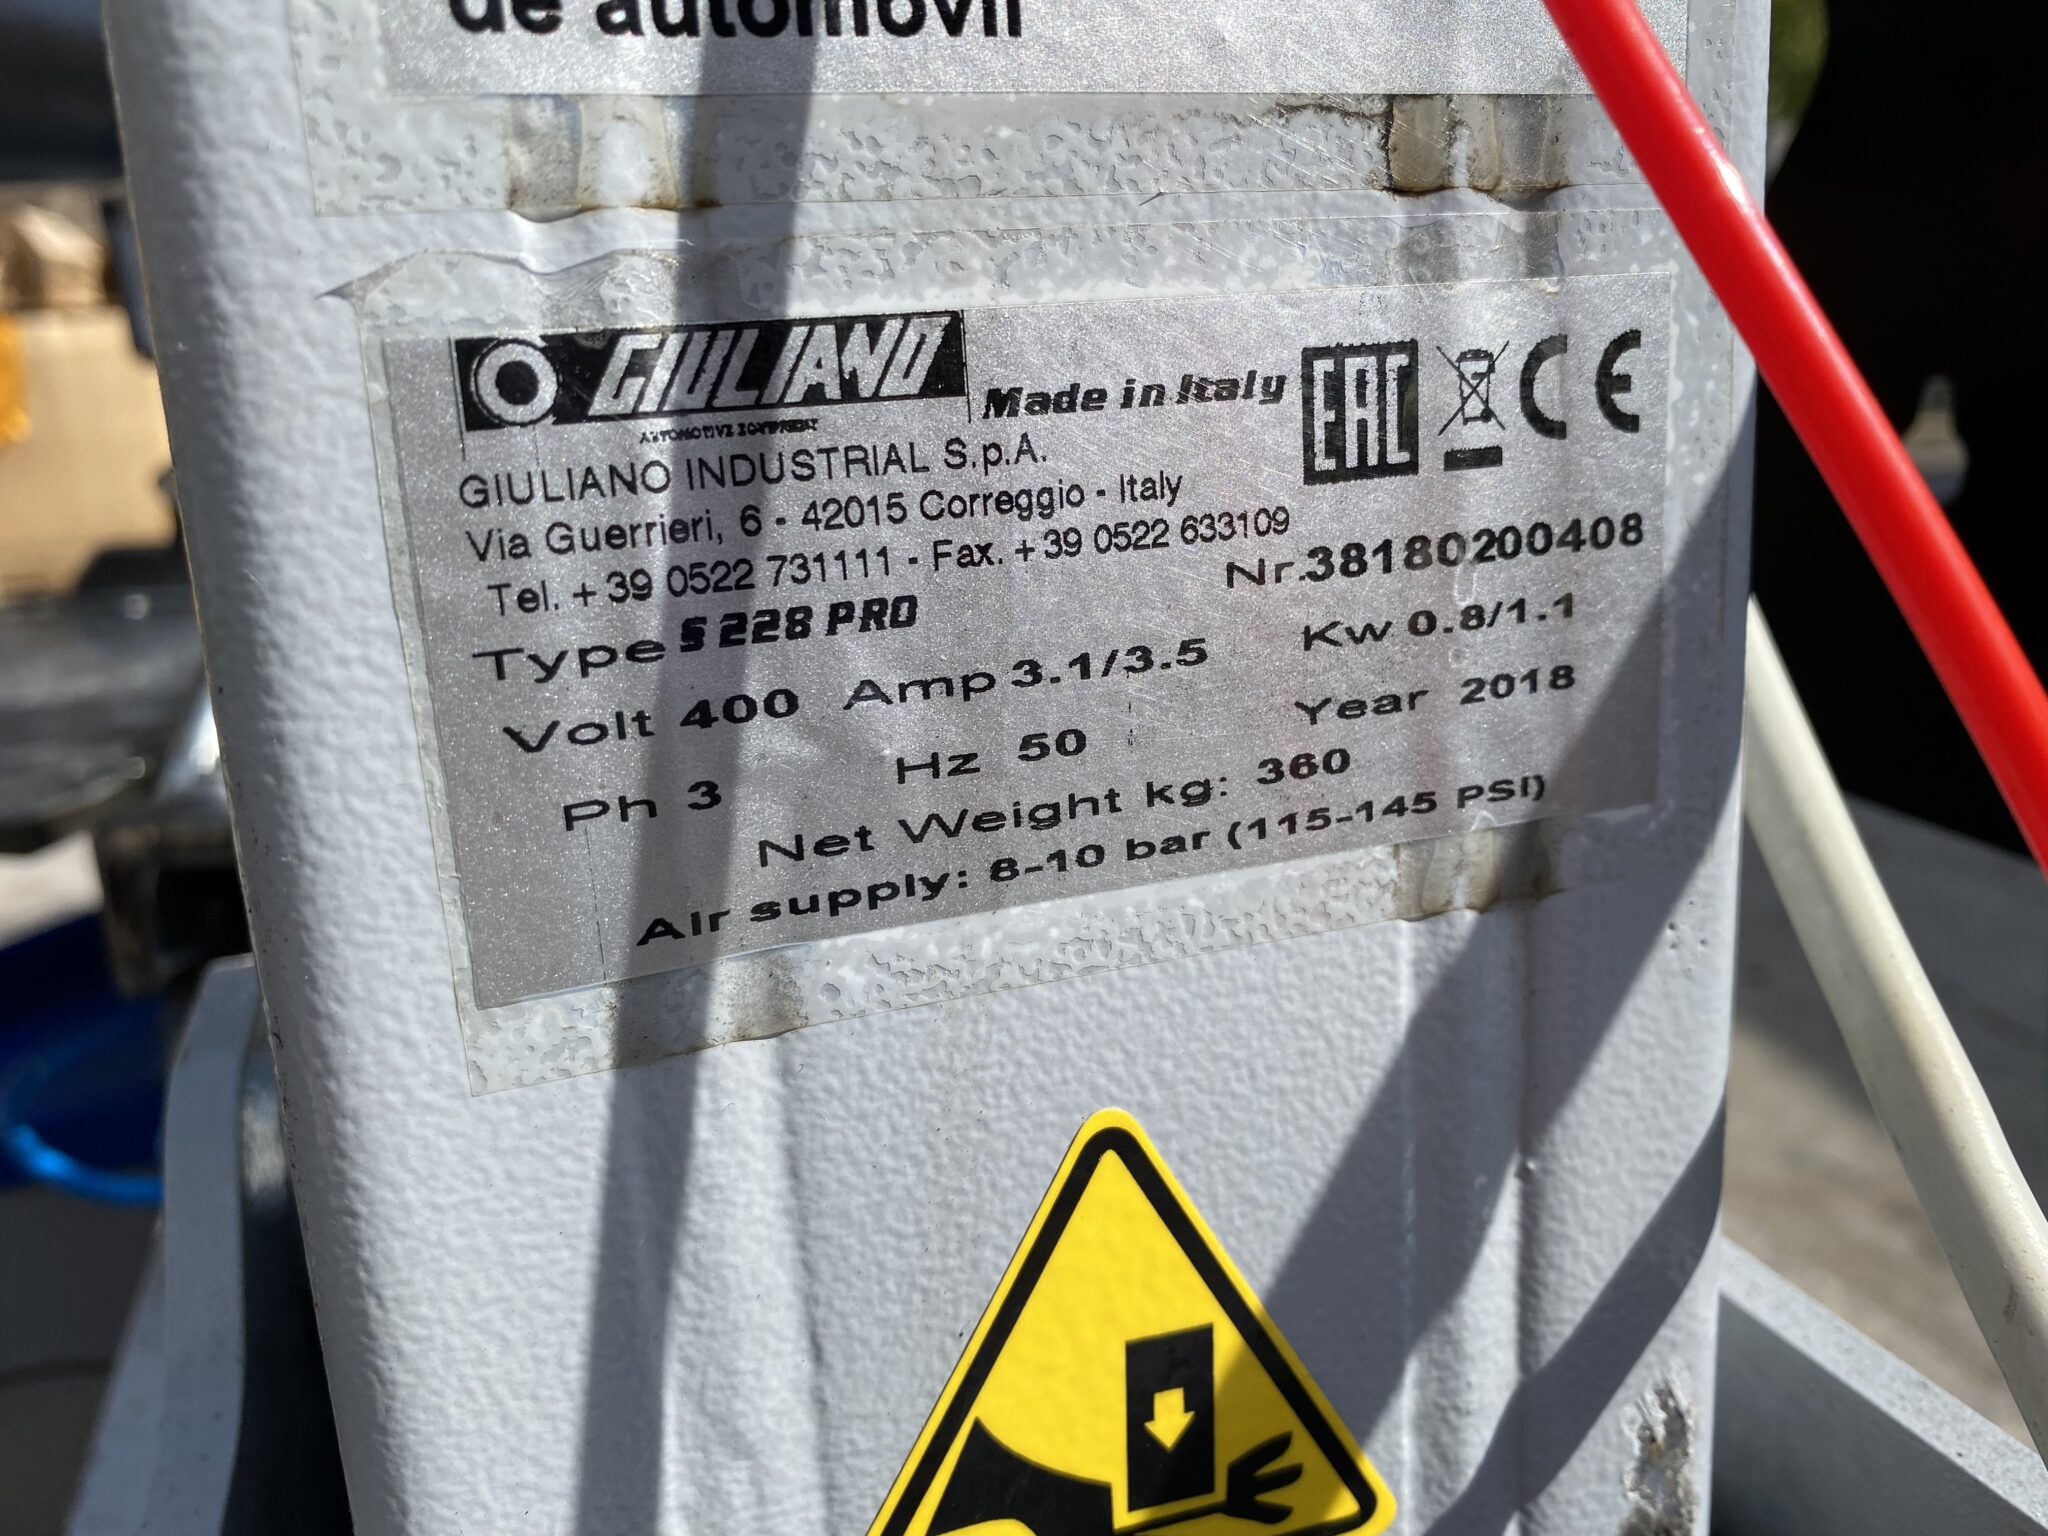 de automóvil
GIULIANO
AUTOMOTIVE EQUIPMENT
Made in Italy
EAC
CE
GIULIANO INDUSTRIAL S.p.A.
Via Guerrieri, 6 - 42015 Correggio - Italy
Tel. +39 0522 731111 - Fax. +39 0522 633109
Nr.38180200408
Type S 228 PRO
Kw 0.8/1.1
Volt 400 Amp 3.1/3.5
Year 2018
Ph 3 Hz 50
Net Weight kg: 360
Air supply: 8-10 bar (115-145 PSI)